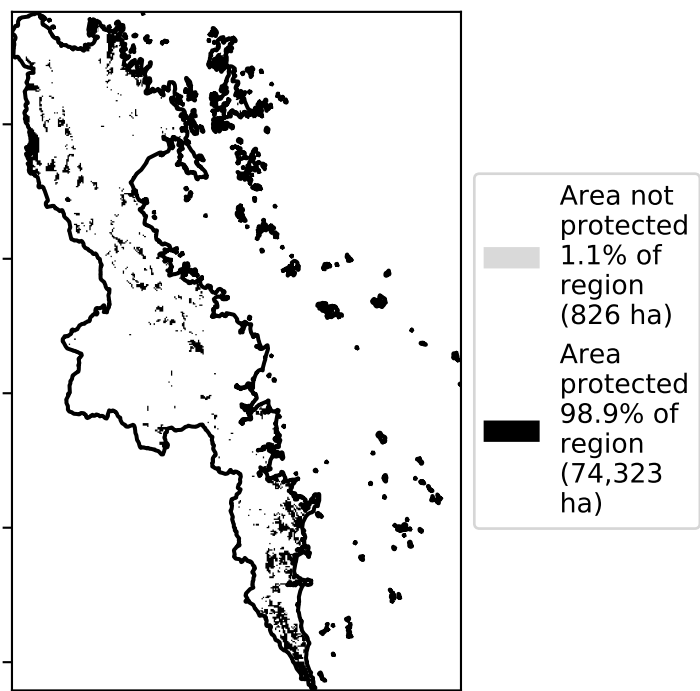 Area not
protected
1.1% of
region
(826 ha)
Area
protected
98.9% of
region
(74,323
ha)